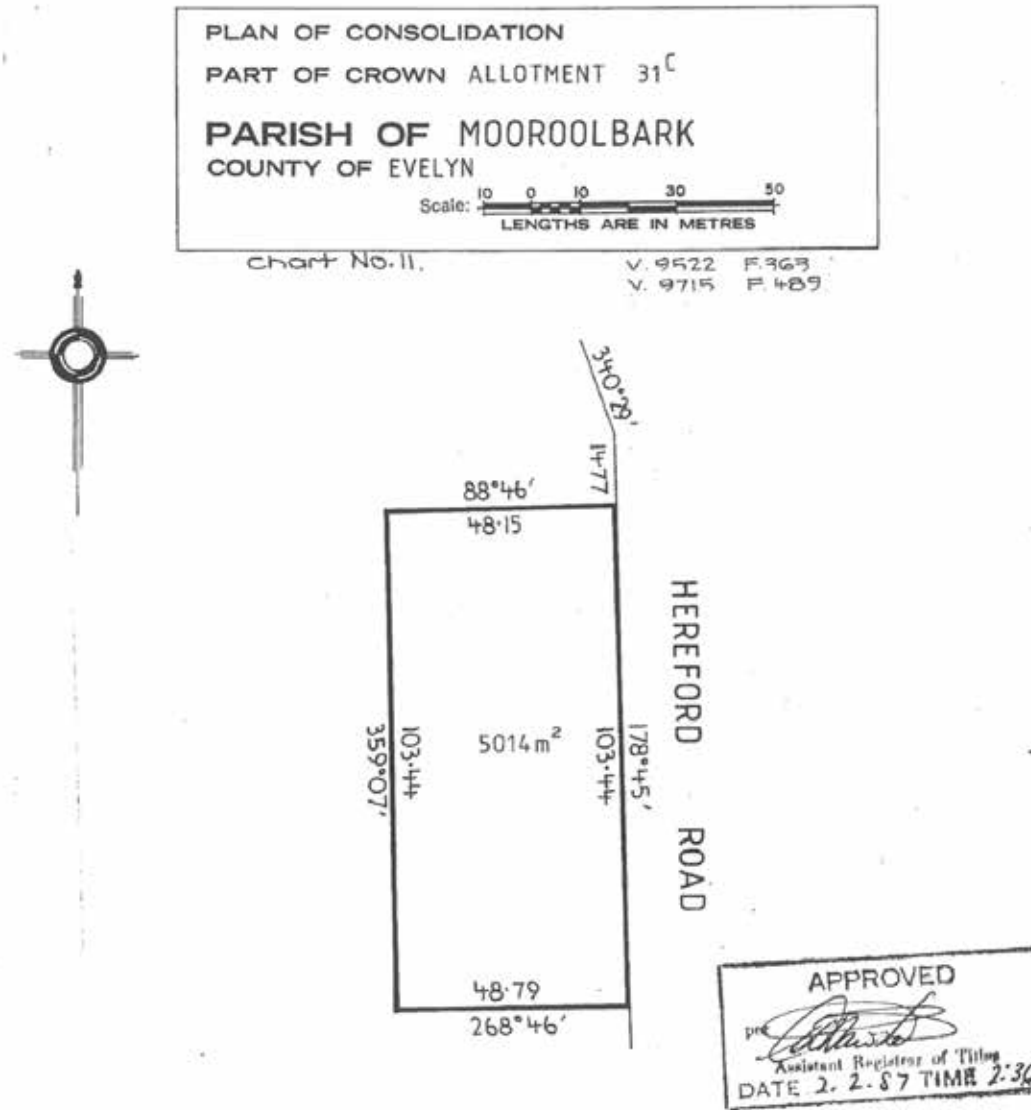 PLAN OF CONSOLIDATION
PART OF CROWN ALLOTMENT 31ᶜ
PARISH OF MOOROOLBARK
COUNTY OF EVELYN
Scale: 10 0 10 30 50
LENGTHS ARE IN METRES
Chart No. 11.
V. 9522 F. 363
V. 9715 F. 489
340°29'
14·77
88°46'
48·15
HEREFORD ROAD
359°07'
103·44
5014 m²
103·44
178°45'
48·79
268°46'
APPROVED
Assistant Registrar of Titles
DATE 2.2.87 TIME 2:30